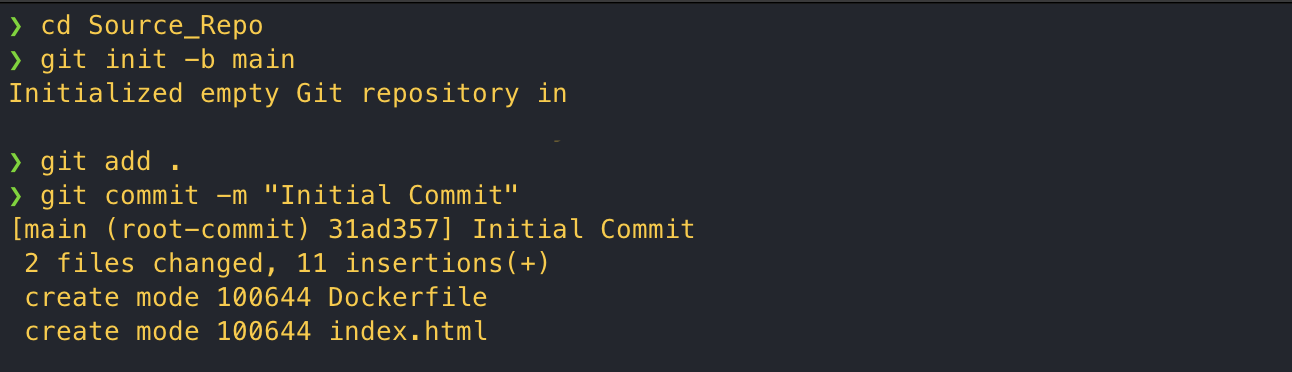 ❯ cd Source_Repo
❯ git init -b main
Initialized empty Git repository in
❯ git add .
❯ git commit -m "Initial Commit"
[main (root-commit) 31ad357] Initial Commit
 2 files changed, 11 insertions(+)
 create mode 100644 Dockerfile
 create mode 100644 index.html